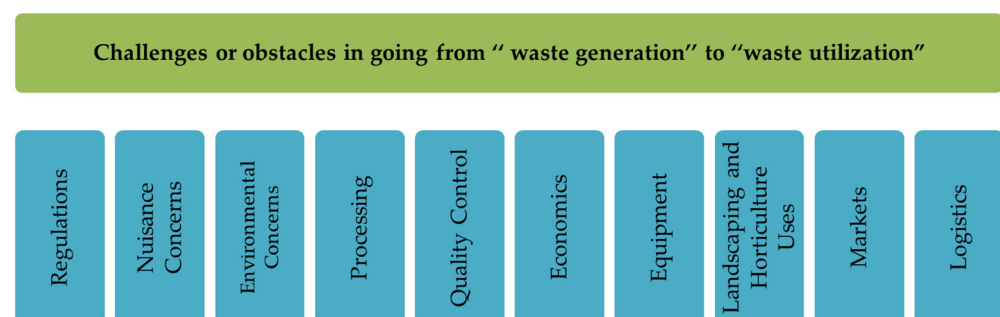 Challenges or obstacles in going from “ waste generation” to “waste utilization”
Regulations
Nuisance
Concerns
Environmental
Concerns
Processing
Quality Control
Economics
Equipment
Landscaping and
Horticulture
Uses
Markets
Logistics